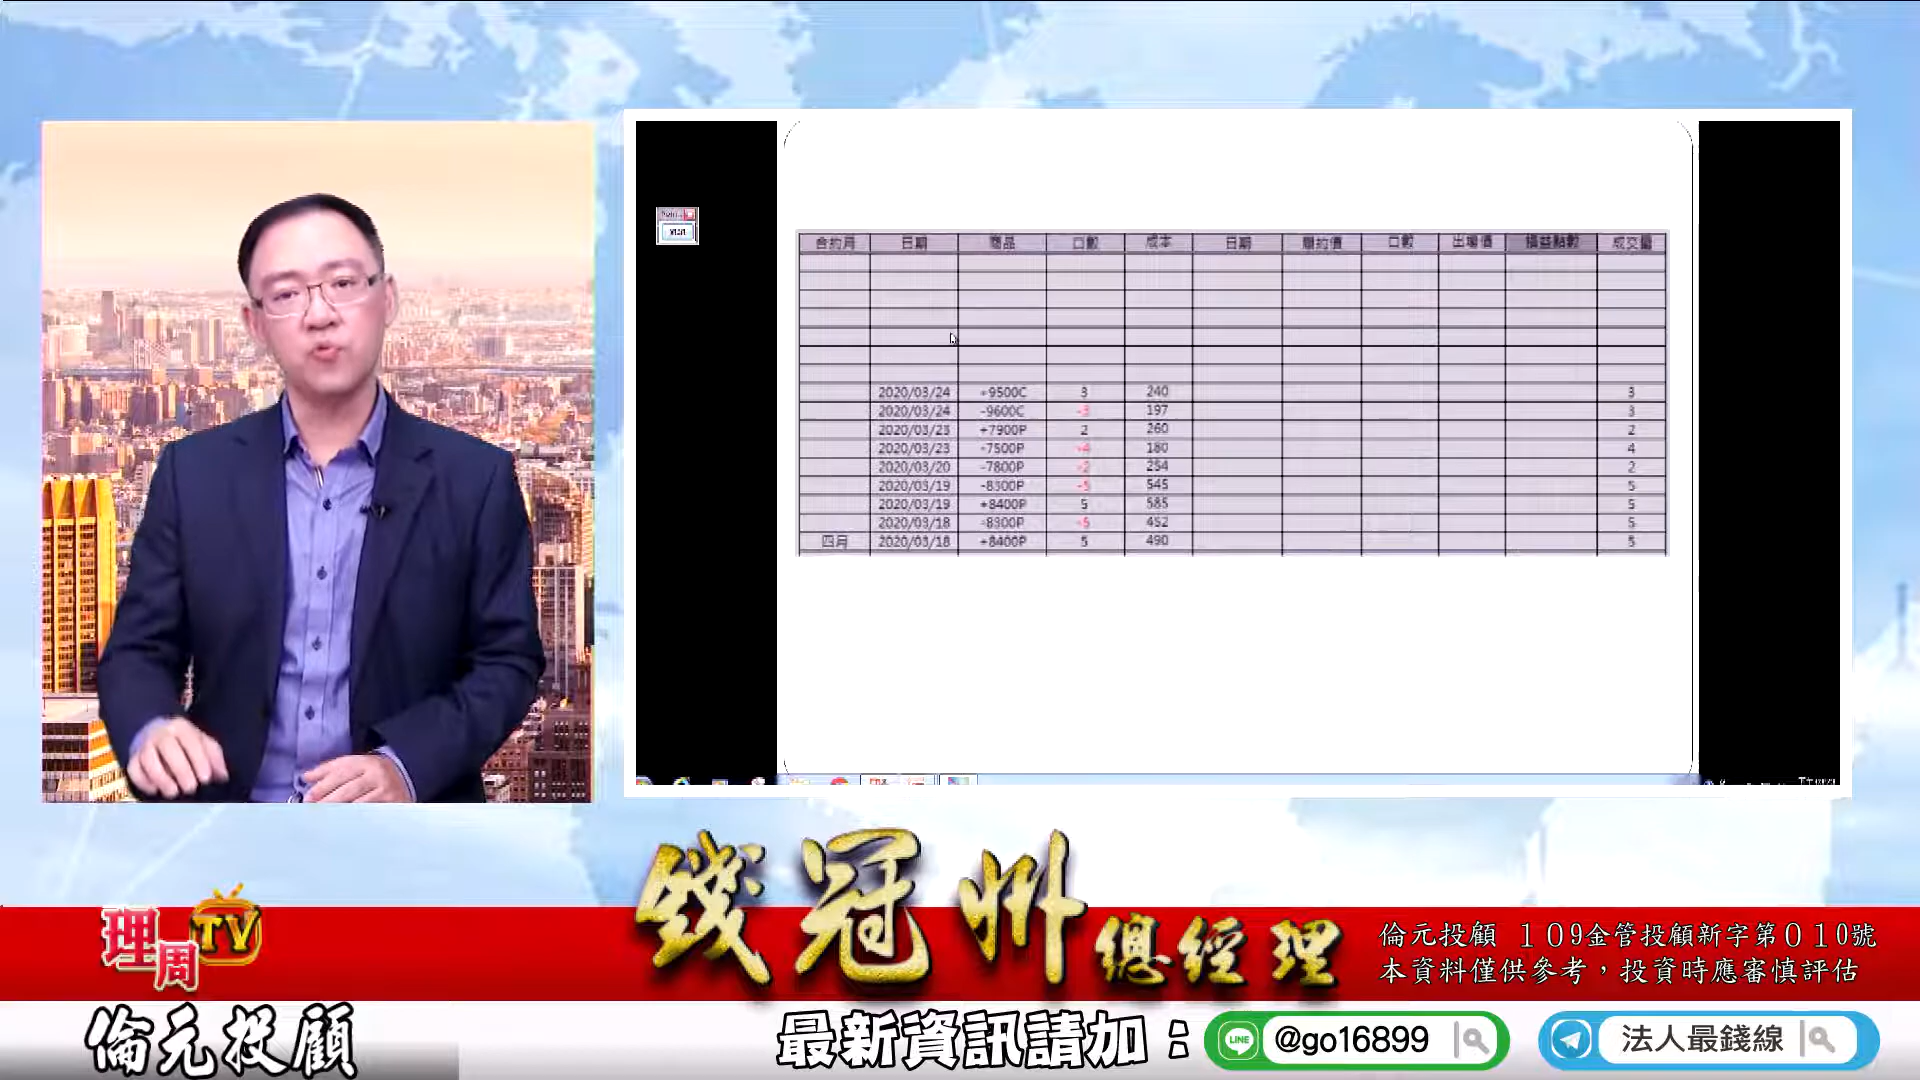 合約月 日期 商品 口數 成本 日期 履約價 口數 出場價 損益點數 成交量
2020/03/24 +9500C 3 240 3
2020/03/24 -9600C -3 197 3
2020/03/23 +7900P 2 260 2
2020/03/23 -7500P -4 180 4
2020/03/20 -7800P -2 254 2
2020/03/19 -8300P -5 545 5
2020/03/19 +8400P 5 585 5
2020/03/18 -8300P -5 452 5
四月 2020/03/18 +8400P 5 490 5
錢冠州總經理
理周TV
倫元投顧 109金管投顧新字第010號
本資料僅供參考，投資時應審慎評估
倫元投顧
最新資訊請加：
LINE @go16899
法人最錢線